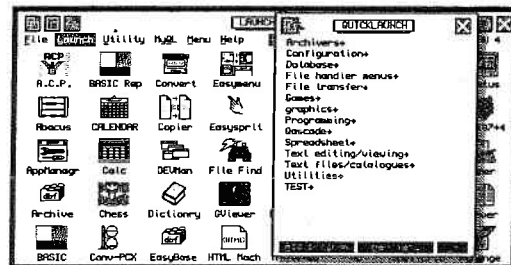 LAUNCH
File Launch Utility MyQL Menu Help
A.C.P. BASIC Rep Convert Easymenu
Abacus CALENDAR Copier Easysprit
AppManagr Calc DEVMan File Find
Archive Chess Dictionry GViewer
BASIC Conv-PCX EasyBase HTML Mach
QUICKLAUNCH
Archivers+
Configuration+
Database+
File handler menus+
File transfer+
Games+
graphics+
Programming+
Qascade+
Spreadsheet+
Text editing/viewing+
Text files/catalogues+
Utilities+
TEST+